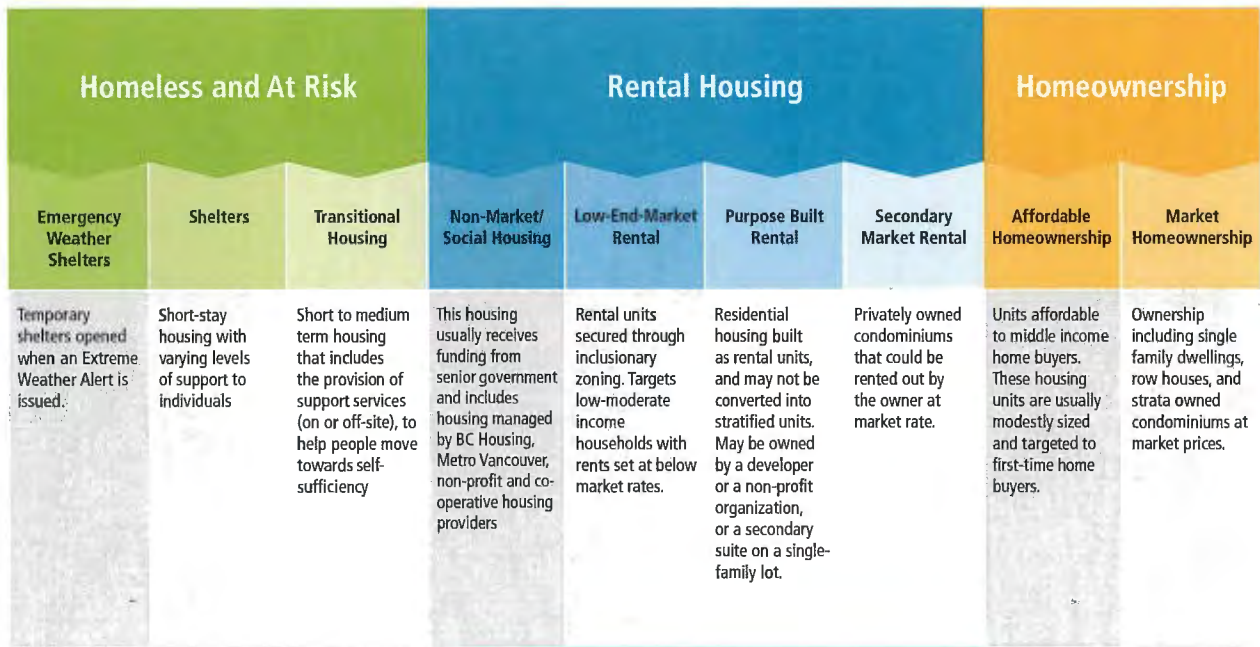 Homeless and At Risk
Rental Housing
Homeownership
Emergency
Weather
Shelters
Shelters
Transitional
Housing
Non-Market/
Social Housing
Low-End-Market
Rental
Purpose Built
Rental
Secondary
Market Rental
Affordable
Homeownership
Market
Homeownership
Temporary
shelters opened
when an Extreme
Weather Alert is
issued.
Short-stay
housing with
varying levels
of support to
individuals
Short to medium
term housing
that includes
the provision of
support services
(on or off-site), to
help people move
towards self-
sufficiency
This housing
usually receives
funding from
senior government
and includes
housing managed
by BC Housing,
Metro Vancouver,
non-profit and co-
operative housing
providers
Rental units
secured through
inclusionary
zoning. Targets
low-moderate
income
households with
rents set at below
market rates.
Residential
housing built
as rental units,
and may not be
converted into
stratified units.
May be owned
by a developer
or a non-profit
organization,
or a secondary
suite on a single-
family lot.
Privately owned
condominiums
that could be
rented out by
the owner at
market rate.
Units affordable
to middle income
home buyers.
These housing
units are usually
modestly sized
and targeted to
first-time home
buyers.
Ownership
including single
family dwellings,
row houses, and
strata owned
condominiums at
market prices.